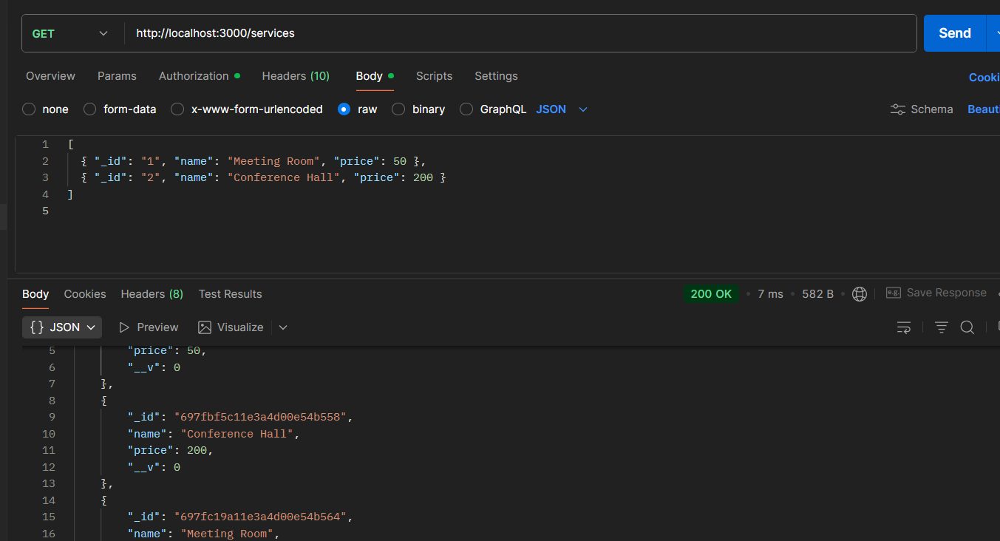 GET http://localhost:3000/services Send
Overview Params Authorization Headers (10) Body Scripts Settings Cooki
none form-data x-www-form-urlencoded raw binary GraphQL JSON Schema Beaut
1 [
2 { "_id": "1", "name": "Meeting Room", "price": 50 },
3 { "_id": "2", "name": "Conference Hall", "price": 200 }
4 ]
5
Body Cookies Headers (8) Test Results 200 OK • 7 ms • 582 B • e.g. Save Response
{} JSON Preview Visualize
5 "price": 50,
6 "__v": 0
7 },
8 {
9 "_id": "697fbf5c11e3a4d00e54b558",
10 "name": "Conference Hall",
11 "price": 200,
12 "__v": 0
13 },
14 {
15 "_id": "697fc19a11e3a4d00e54b564",
16 "name": "Meeting Room",